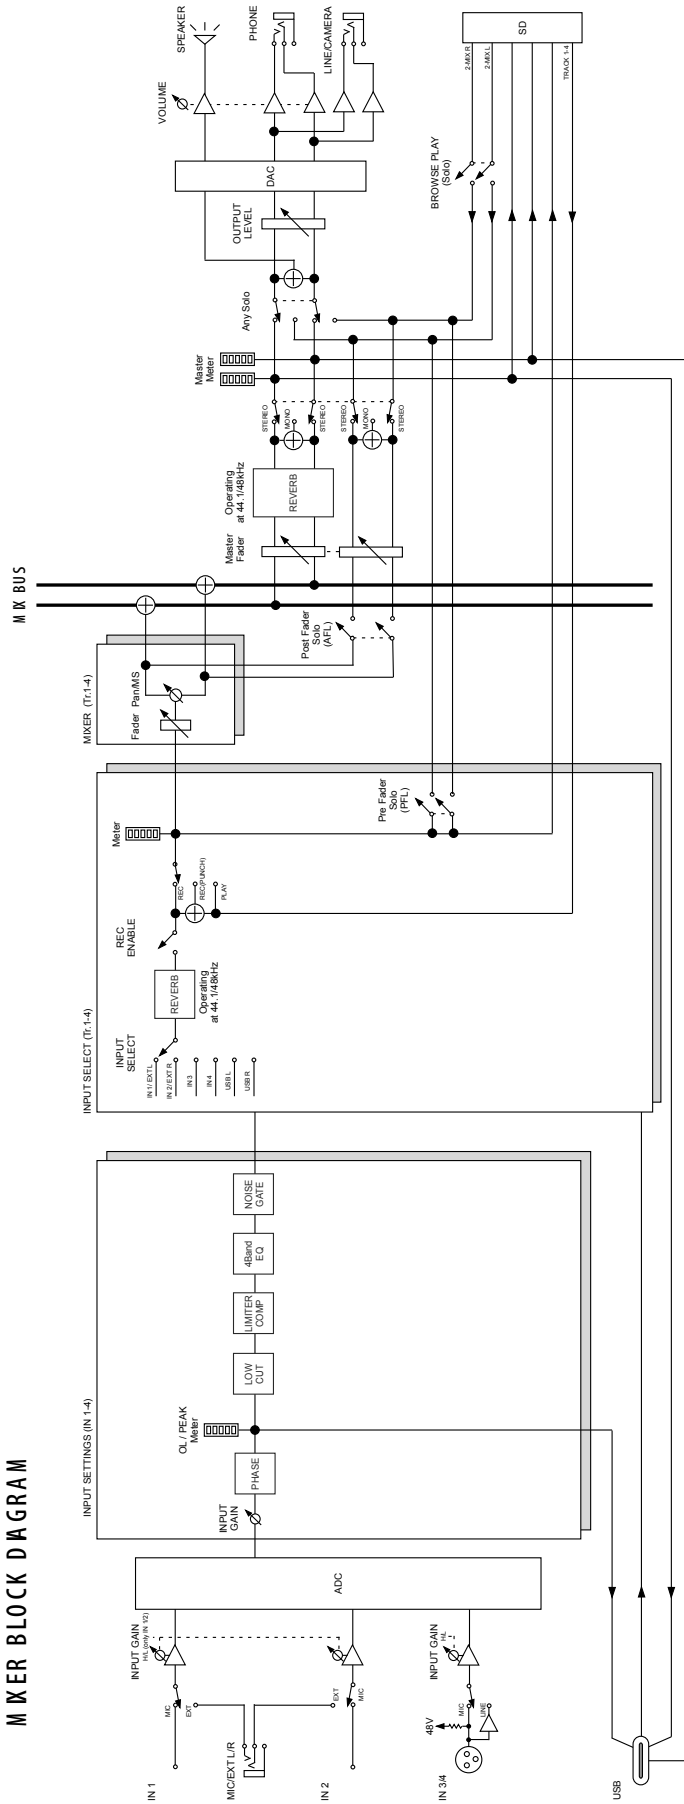 MIXER BLOCK DIAGRAM
IN 1
MIC/EXT L/R
IN 2
IN 3/4
USB
MIC
EXT
EXT
MIC
48V
MIC
LINE
INPUT GAIN
H/L (only IN 1/2)
INPUT GAIN
H/L
ADC
INPUT SETTINGS (IN 1-4)
INPUT
GAIN
PHASE
OL / PEAK
Meter
LOW
CUT
LIMITER
COMP
4Band
EQ
NOISE
GATE
INPUT SELECT (Tr.1-4)
INPUT
SELECT
IN 1/ EXT L
IN 2/ EXT R
IN 3
IN 4
USB L
USB R
REVERB
Operating
at 44.1/48kHz
REC
ENABLE
REC
REC(PUNCH)
PLAY
Meter
Pre Fader
Solo
(PFL)
MIXER (Tr.1-4)
Fader
Pan/MS
Post Fader
Solo
(AFL)
MIX BUS
Master
Fader
REVERB
Operating
at 44.1/48kHz
STEREO
MONO
STEREO
STEREO
MONO
STEREO
Master
Meter
Any Solo
OUTPUT
LEVEL
DAC
VOLUME
SPEAKER
PHONE
LINE/CAMERA
BROWSE PLAY
(Solo)
2-MIX R
2-MIX L
TRACK 1-4
SD